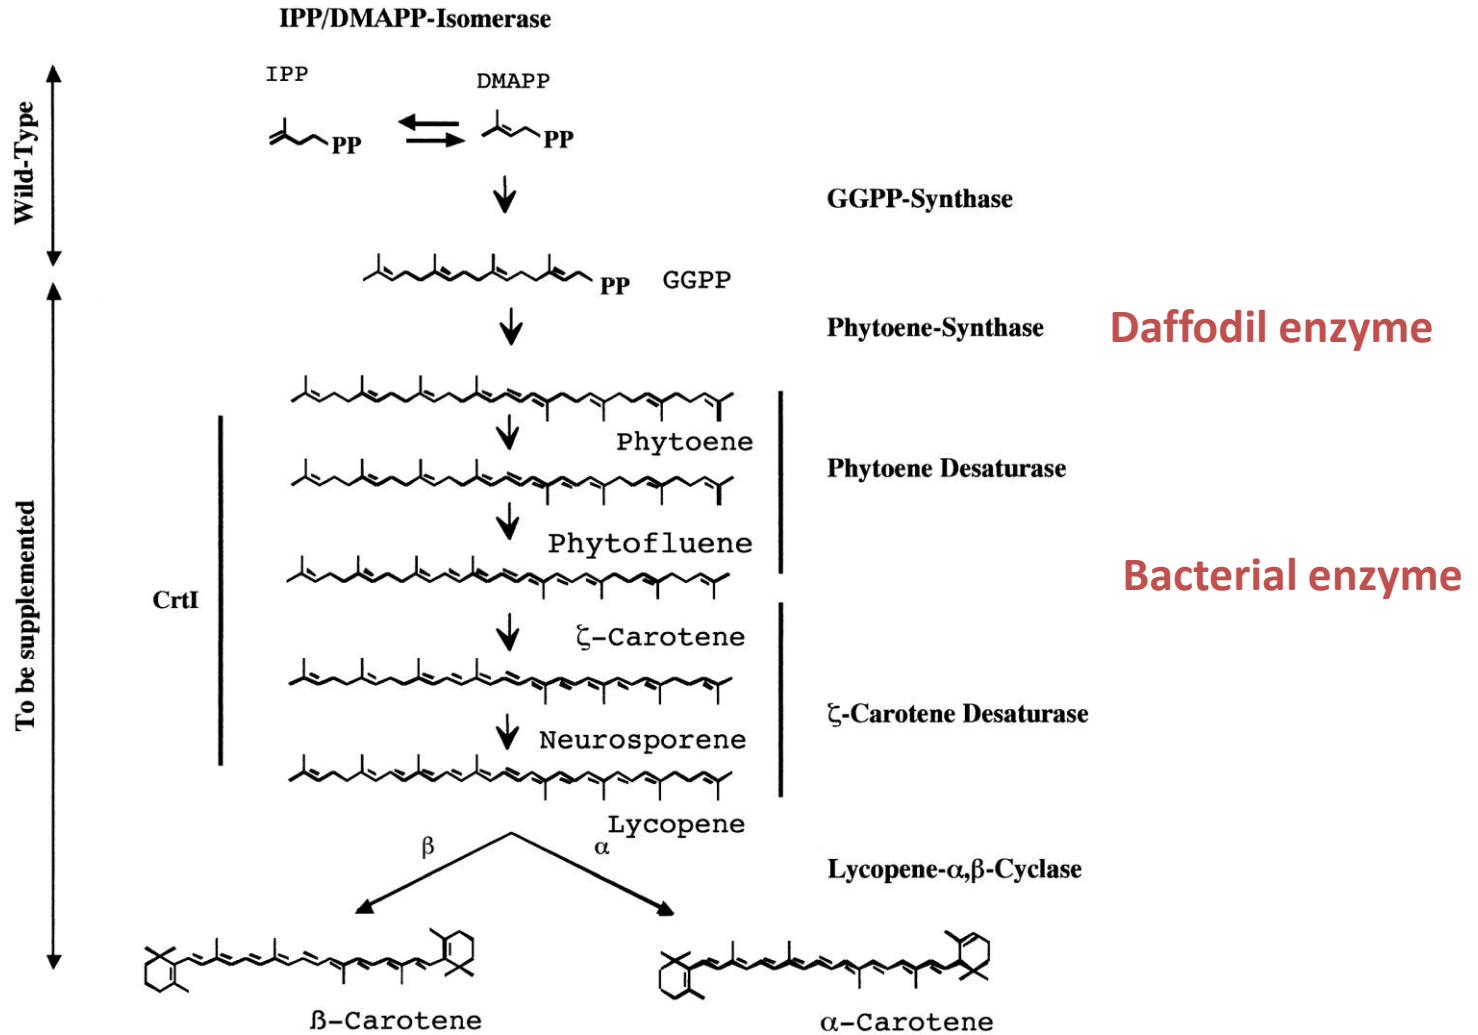 IPP/DMAPP-Isomerase
IPP
DMAPP
PP
PP
Wild-Type
GGPP-Synthase
PP
GGPP
Phytoene-Synthase
Daffodil enzyme
Phytoene
Phytoene Desaturase
Phytofluene
Bacterial enzyme
CrtI
To be supplemented
ζ-Carotene
ζ-Carotene Desaturase
Neurosporene
Lycopene
β
α
Lycopene-α,β-Cyclase
ß-Carotene
α-Carotene